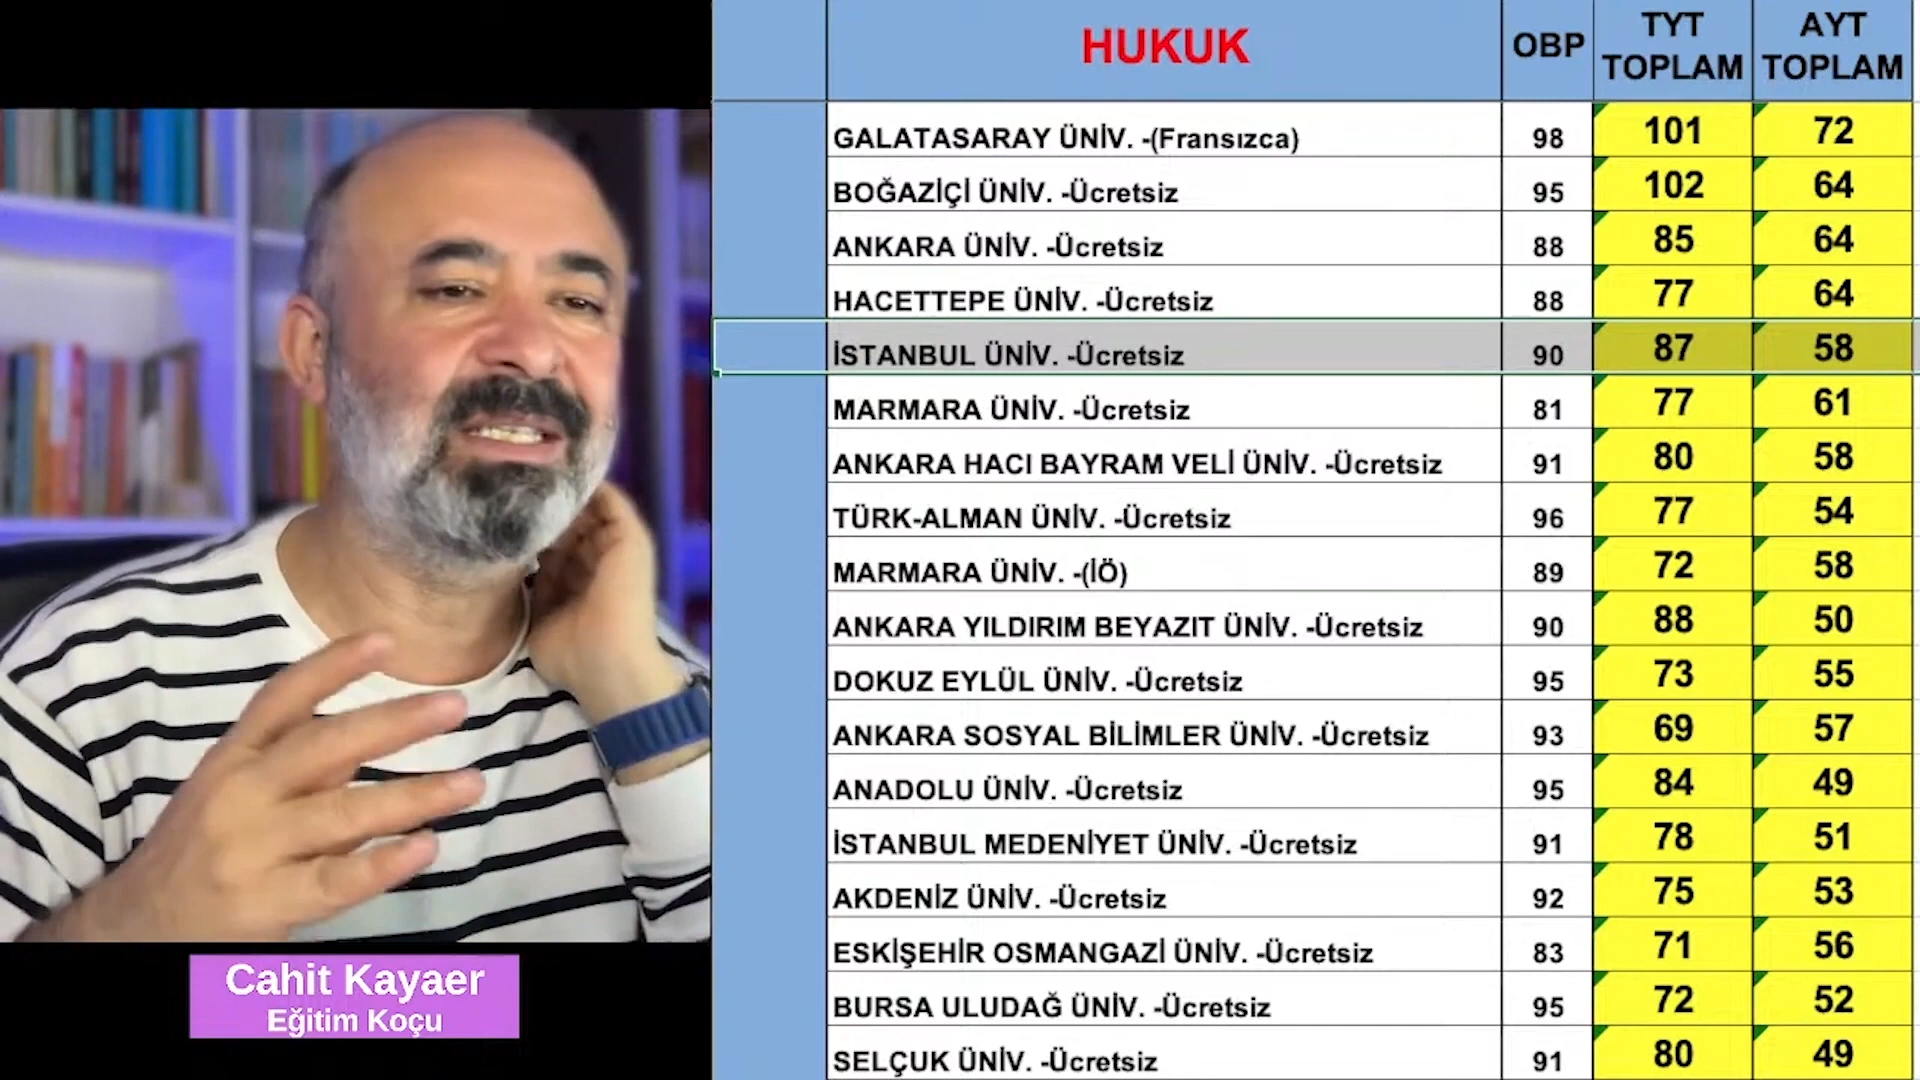 HUKUK OBP TYT TOPLAM AYT TOPLAM
GALATASARAY ÜNİV. -(Fransızca) 98 101 72
BOĞAZİÇİ ÜNİV. -Ücretsiz 95 102 64
ANKARA ÜNİV. -Ücretsiz 88 85 64
HACETTEPE ÜNİV. -Ücretsiz 88 77 64
İSTANBUL ÜNİV. -Ücretsiz 90 87 58
MARMARA ÜNİV. -Ücretsiz 81 77 61
ANKARA HACI BAYRAM VELİ ÜNİV. -Ücretsiz 91 80 58
TÜRK-ALMAN ÜNİV. -Ücretsiz 96 77 54
MARMARA ÜNİV. -(İÖ) 89 72 58
ANKARA YILDIRIM BEYAZIT ÜNİV. -Ücretsiz 90 88 50
DOKUZ EYLÜL ÜNİV. -Ücretsiz 95 73 55
ANKARA SOSYAL BİLİMLER ÜNİV. -Ücretsiz 93 69 57
ANADOLU ÜNİV. -Ücretsiz 95 84 49
İSTANBUL MEDENİYET ÜNİV. -Ücretsiz 91 78 51
AKDENİZ ÜNİV. -Ücretsiz 92 75 53
ESKİŞEHİR OSMANGAZİ ÜNİV. -Ücretsiz 83 71 56
BURSA ULUDAĞ ÜNİV. -Ücretsiz 95 72 52
SELÇUK ÜNİV. -Ücretsiz 91 80 49
Cahit Kayaer
Eğitim Koçu